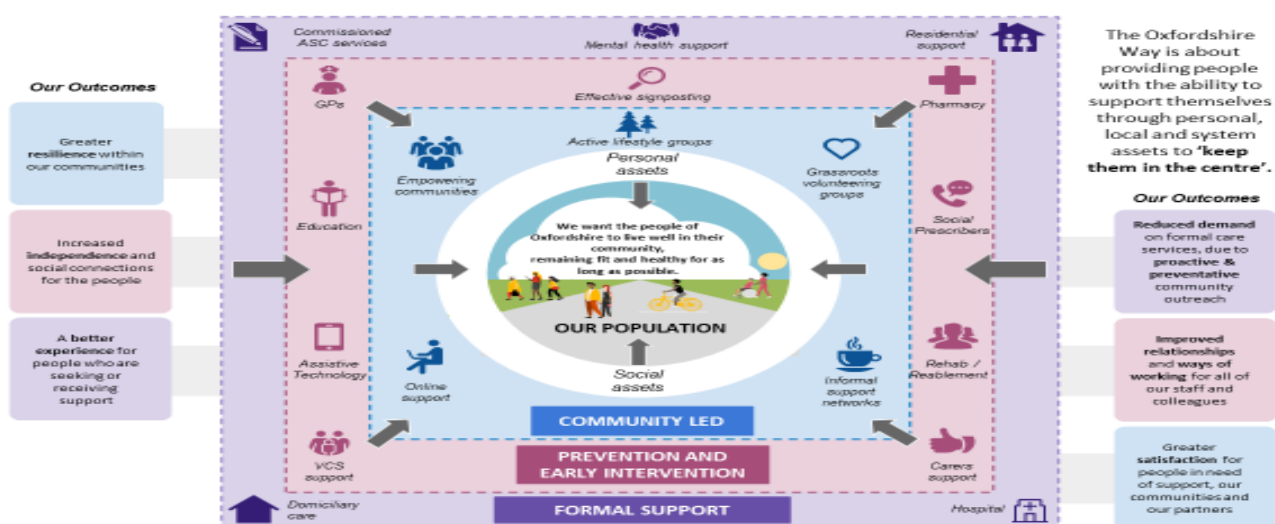 Our Outcomes
Greater
resilience within
our communities
Increased
independence and
social connections
for the people
A better
experience for
people who are
seeking or
receiving
support
Commissioned
ASC services
Mental health support
Residential
support
GPs
Effective signposting
Pharmacy
Empowering
communities
Active lifestyle groups
Grassroots
volunteering
groups
Personal
assets
Education
Social
Prescribers
We want the people of
Oxfordshire to live well in their
community,
remaining fit and healthy for as
long as possible.
OUR POPULATION
Assistive
Technology
Online
support
Social
assets
Informal
support
networks
Rehab /
Reablement
COMMUNITY LED
VCS
support
PREVENTION AND
EARLY INTERVENTION
Carers
support
Domiciliary
care
FORMAL SUPPORT
Hospital
The Oxfordshire
Way is about
providing people
with the ability to
support themselves
through personal,
local and system
assets to ‘keep
them in the centre’.
Our Outcomes
Reduced demand
on formal care
services, due to
proactive &
preventative
community
outreach
Improved
relationships
and ways of
working for all of
our staff and
colleagues
Greater
satisfaction for
people in need
of support, our
communities and
our partners